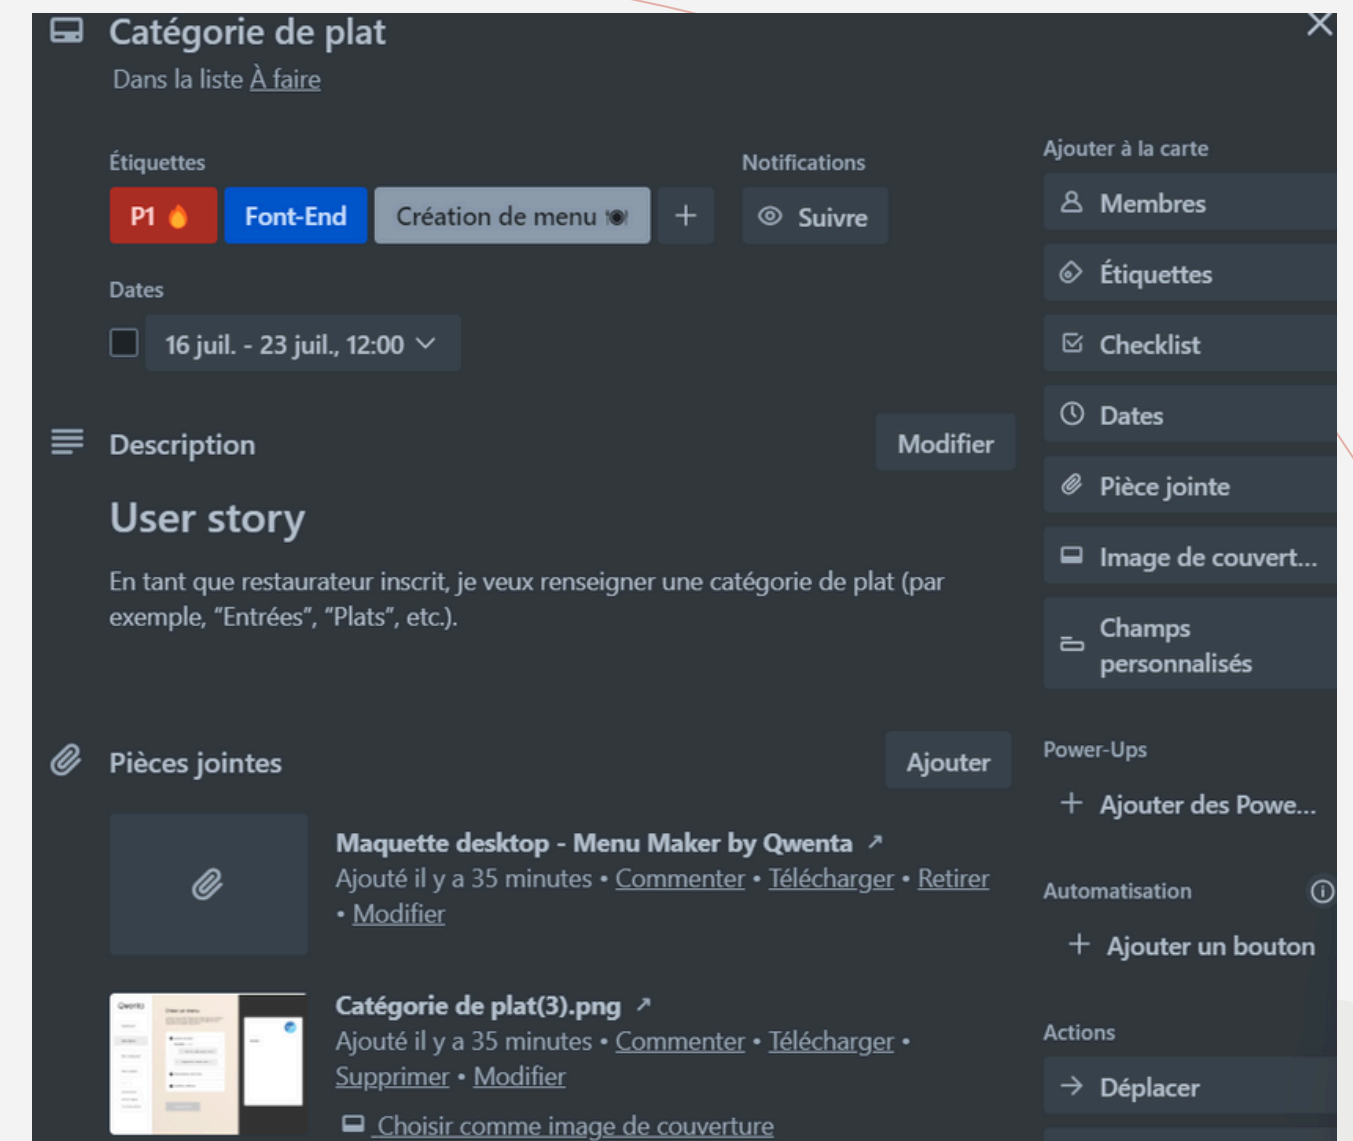 Catégorie de plat
Dans la liste À faire
Étiquettes
P1
Font-End
Création de menu
Notifications
Suivre
Dates
16 juil. - 23 juil., 12:00
Description
Modifier
User story
En tant que restaurateur inscrit, je veux renseigner une catégorie de plat (par
exemple, “Entrées”, “Plats”, etc.).
Pièces jointes
Ajouter
Maquette desktop - Menu Maker by Qwenta
Ajouté il y a 35 minutes • Commenter • Télécharger • Retirer
• Modifier
Qwenta
Catégorie de plat(3).png
Ajouté il y a 35 minutes • Commenter • Télécharger •
Supprimer • Modifier
Choisir comme image de couverture
Ajouter à la carte
Membres
Étiquettes
Checklist
Dates
Pièce jointe
Image de couvert...
Champs
personnalisés
Power-Ups
Ajouter des Powe...
Automatisation
Ajouter un bouton
Actions
Déplacer